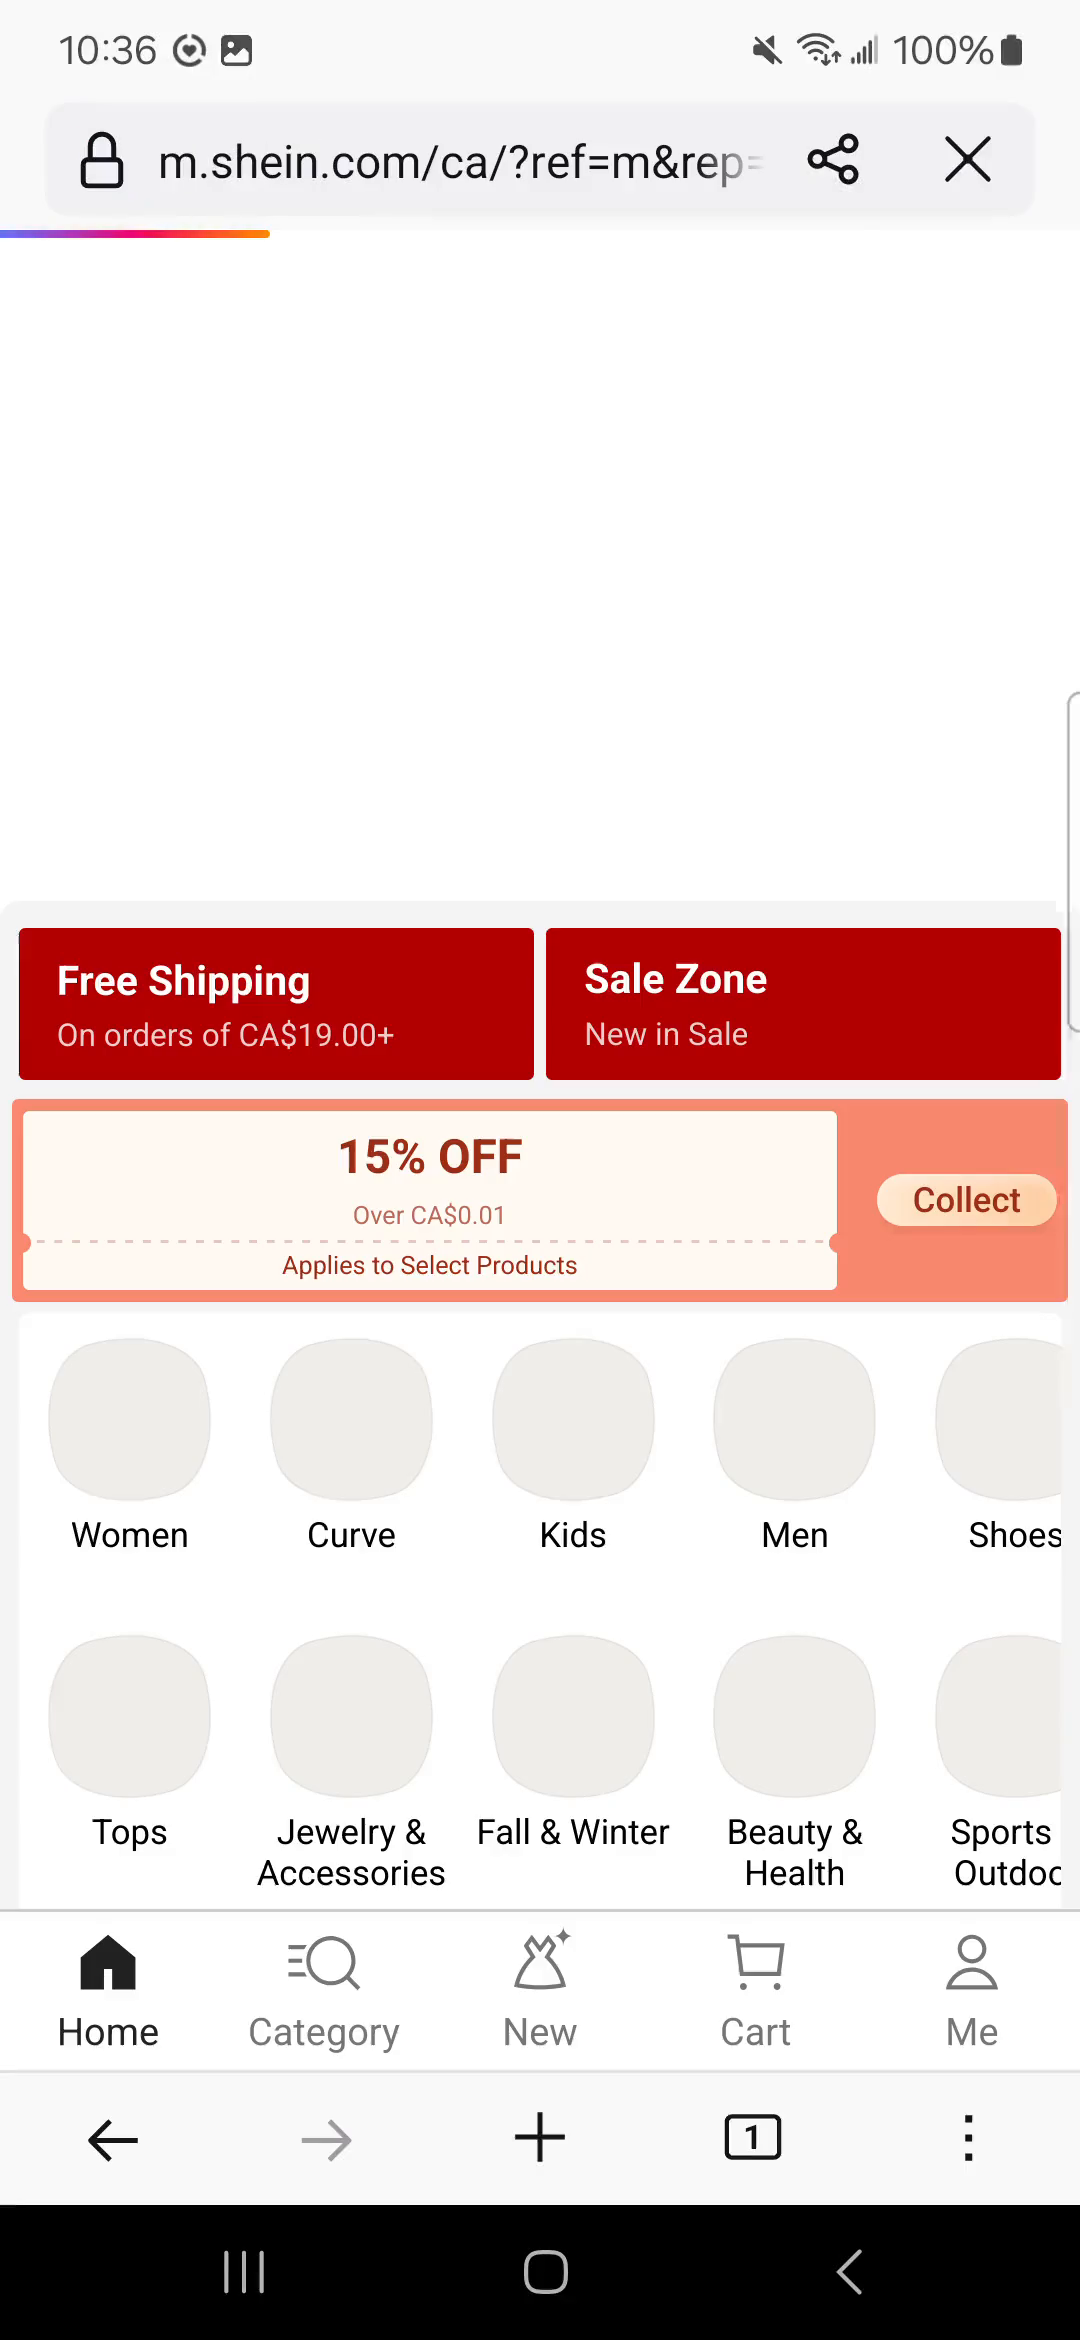 10:36
100%
m.shein.com/ca/?ref=m&rep=
Free Shipping
On orders of CA$19.00+
Sale Zone
New in Sale
15% OFF
Over CA$0.01
Applies to Select Products
Collect
Women
Curve
Kids
Men
Shoes
Tops
Jewelry &
Accessories
Fall & Winter
Beauty &
Health
Sports
Outdoo
Home
Category
New
Cart
Me
1